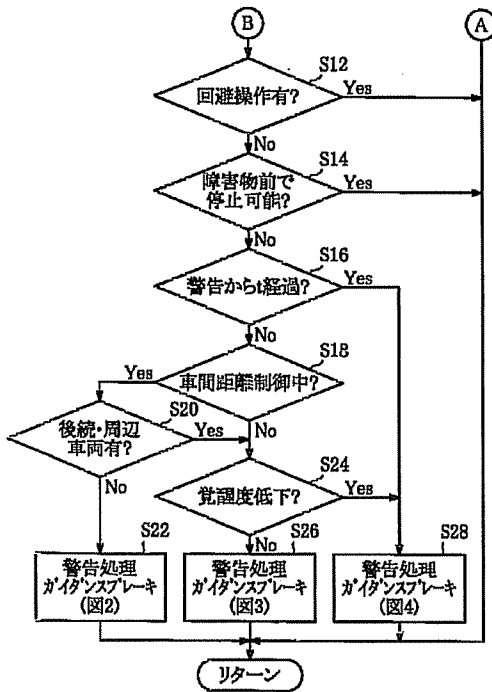 B
A
S12
回避操作有?
Yes
No
S14
障害物前で
停止可能?
Yes
No
S16
警告からt経過?
Yes
No
S18
車間距離制御中?
Yes
No
S20
後続・周辺
車両有?
Yes
No
S24
覚醒度低下?
Yes
No
S22
警告処理
ガイダンスブレーキ
(図2)
S26
警告処理
ガイダンスブレーキ
(図3)
S28
警告処理
ガイダンスブレーキ
(図4)
リターン